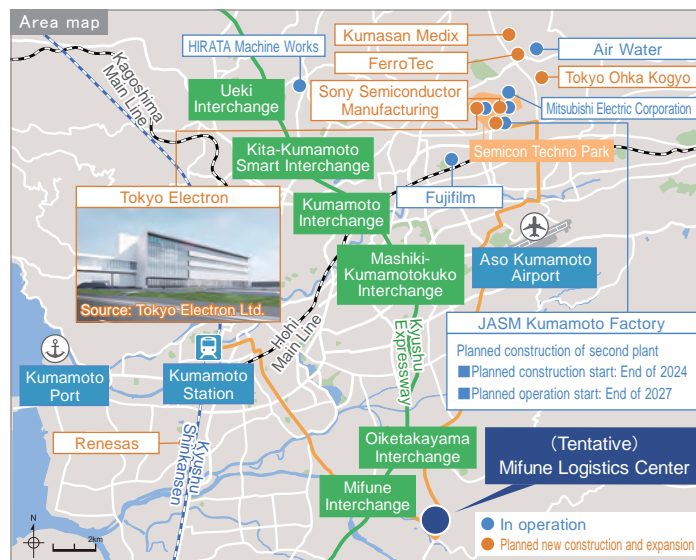 Area map
Kumasan Medix
HIRATA Machine Works
Air Water
FerroTec
Kagoshima
Main Line
Tokyo Ohka Kogyo
Ueki
Interchange
Sony Semiconductor
Manufacturing
Mitsubishi Electric Corporation
Kita-Kumamoto
Smart Interchange
Semicon Techno Park
Tokyo Electron
Source: Tokyo Electron Ltd.
Kumamoto
Interchange
Fujifilm
Mashiki-
Kumamotokuko
Interchange
Aso Kumamoto
Airport
Hohi
Main Line
Kyushu
Expressway
JASM Kumamoto Factory
Planned construction of second plant
■Planned construction start: End of 2024
■Planned operation start: End of 2027
Kumamoto
Port
Kumamoto
Station
Renesas
Kyushu
Shinkansen
Oiketakayama
Interchange
(Tentative)
Mifune Logistics Center
Mifune
Interchange
N
2km
In operation
Planned new construction and expansion